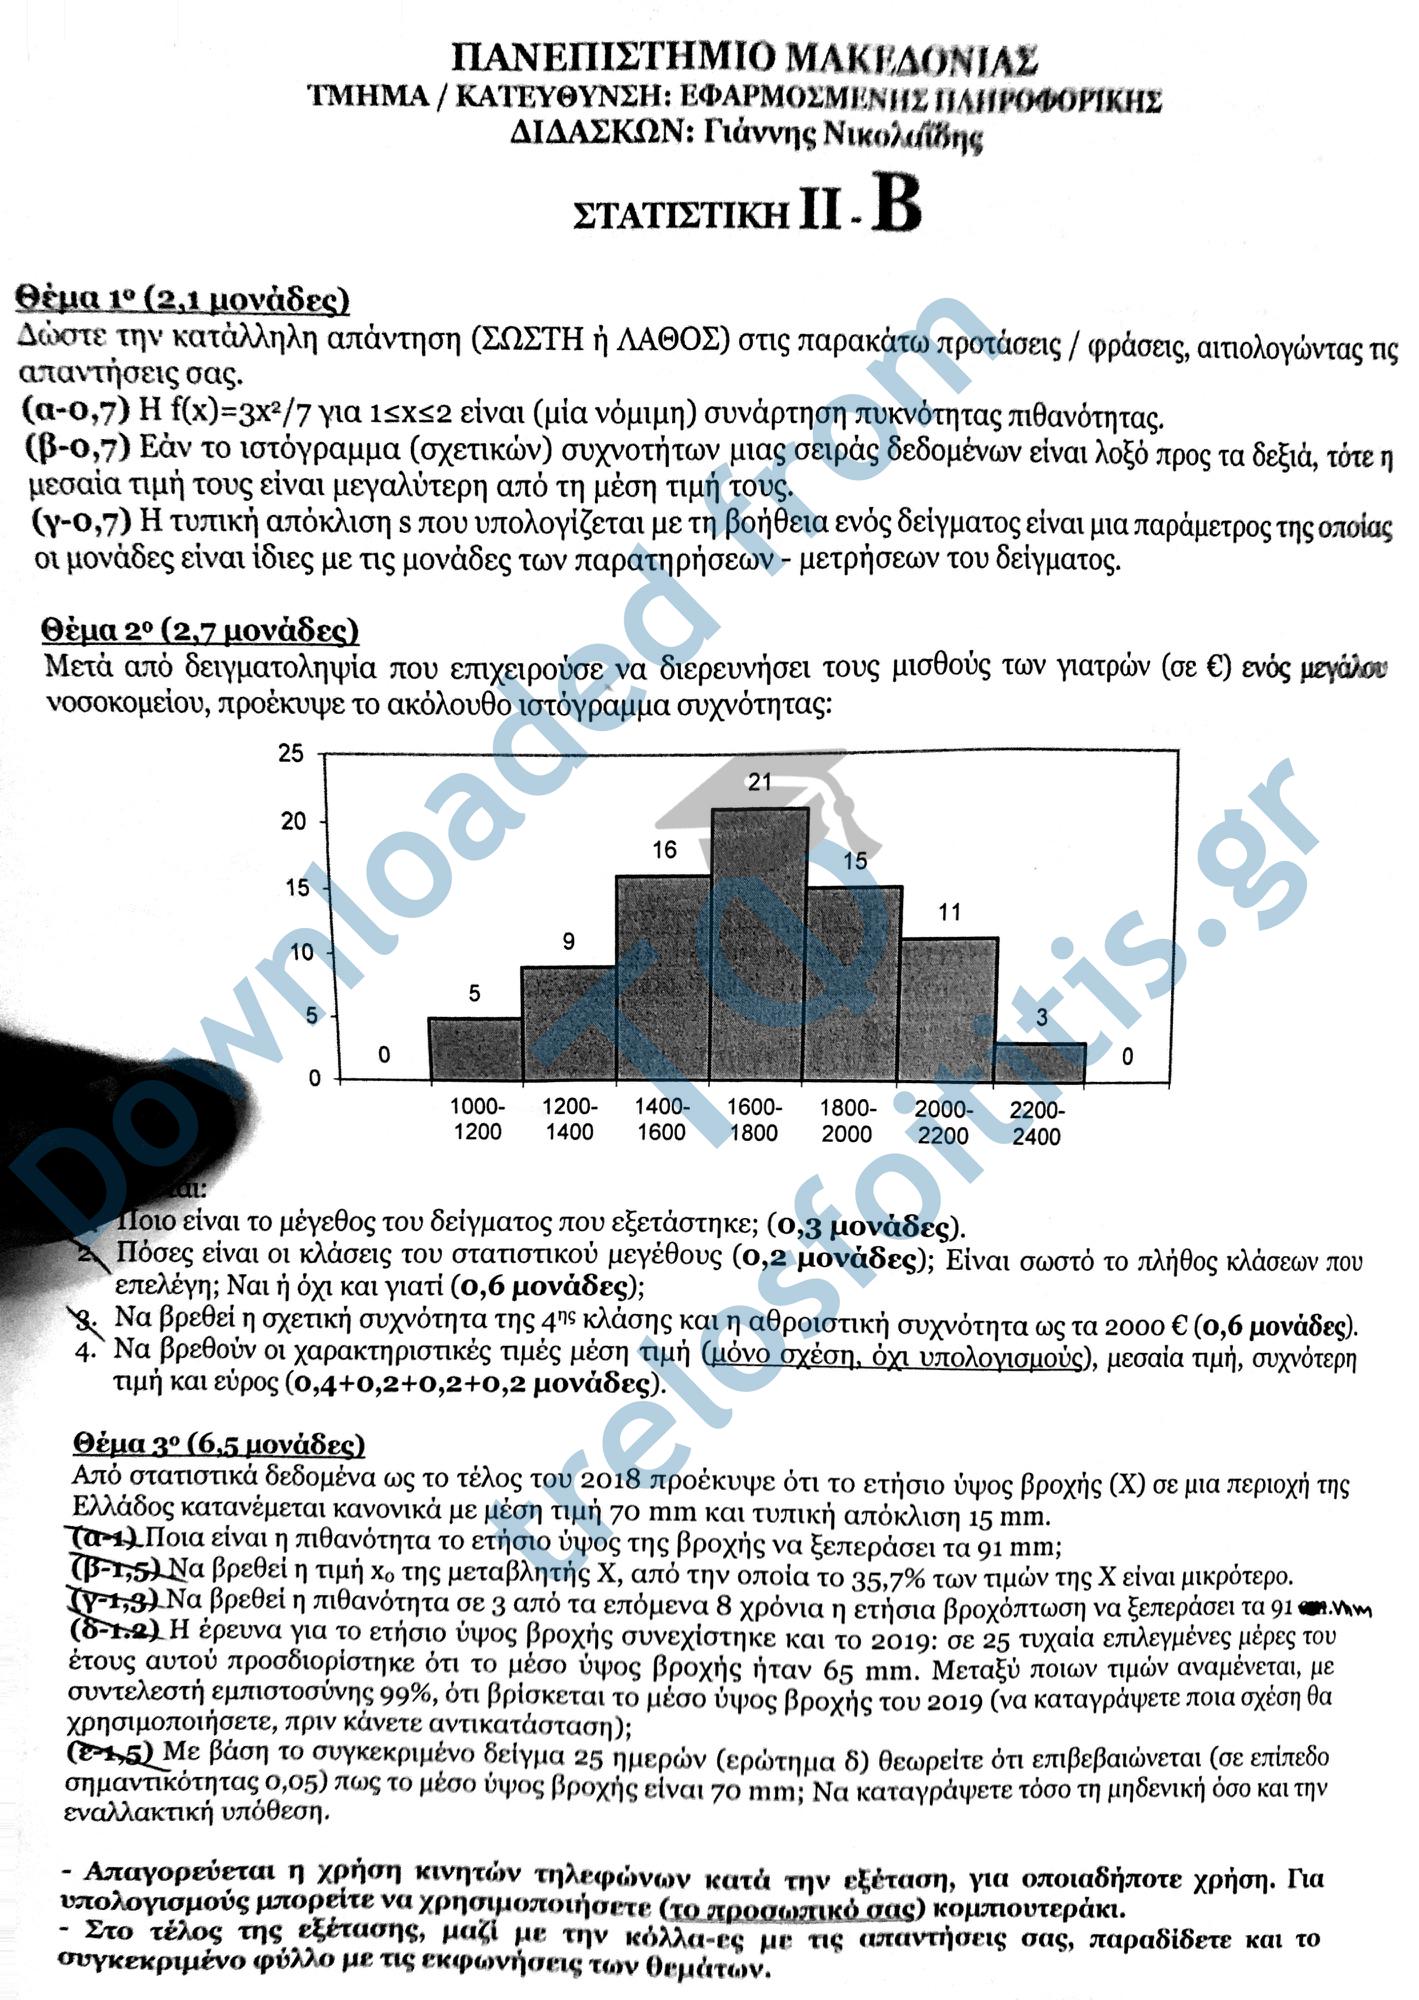 ΠΑΝΕΠΙΣΤΗΜΙΟ ΜΑΚΕΔΟΝΙΑΣ
ΤΜΗΜΑ / ΚΑΤΕΥΘΥΝΣΗ: ΕΦΑΡΜΟΣΜΕΝΗΣ ΠΛΗΡΟΦΟΡΙΚΗΣ
ΔΙΔΑΣΚΩΝ: Γιάννης Νικολαΐδης
ΣΤΑΤΙΣΤΙΚΗ ΙΙ - Β
Θέμα 1º (2,1 μονάδες)
Δώστε την κατάλληλη απάντηση (ΣΩΣΤΗ ή ΛΑΘΟΣ) στις παρακάτω προτάσεις / φράσεις, αιτιολογώντας τις
απαντήσεις σας.
(α-0,7) Η f(x)=3x²/7 για 1≤x≤2 είναι (μία νόμιμη) συνάρτηση πυκνότητας πιθανότητας.
(β-0,7) Εάν το ιστόγραμμα (σχετικών) συχνοτήτων μιας σειράς δεδομένων είναι λοξό προς τα δεξιά, τότε η
μεσαία τιμή τους είναι μεγαλύτερη από τη μέση τιμή τους.
(γ-0,7) Η τυπική απόκλιση s που υπολογίζεται με τη βοήθεια ενός δείγματος είναι μια παράμετρος της οποίας
οι μονάδες είναι ίδιες με τις μονάδες των παρατηρήσεων - μετρήσεων του δείγματος.
Θέμα 2º (2,7 μονάδες)
Μετά από δειγματοληψία που επιχειρούσε να διερευνήσει τους μισθούς των γιατρών (σε €) ενός μεγάλου
νοσοκομείου, προέκυψε το ακόλουθο ιστόγραμμα συχνότητας:
25
20
15
10
5
0
0
5
9
16
21
15
11
3
0
1000-
1200
1200-
1400
1400-
1600
1600-
1800
1800-
2000
2000-
2200
2200-
2400
Ποιο είναι το μέγεθος του δείγματος που εξετάστηκε; (0,3 μονάδες).
2. Πόσες είναι οι κλάσεις του στατιστικού μεγέθους (0,2 μονάδες); Είναι σωστό το πλήθος κλάσεων που
επελέγη; Ναι ή όχι και γιατί (0,6 μονάδες);
3. Να βρεθεί η σχετική συχνότητα της 4ης κλάσης και η αθροιστική συχνότητα ως τα 2000 € (0,6 μονάδες).
4. Να βρεθούν οι χαρακτηριστικές τιμές μέση τιμή (μόνο σχέση, όχι υπολογισμούς), μεσαία τιμή, συχνότερη
τιμή και εύρος (0,4+0,2+0,2+0,2 μονάδες).
Θέμα 3º (6,5 μονάδες)
Από στατιστικά δεδομένα ως το τέλος του 2018 προέκυψε ότι το ετήσιο ύψος βροχής (Χ) σε μια περιοχή της
Ελλάδος κατανέμεται κανονικά με μέση τιμή 70 mm και τυπική απόκλιση 15 mm.
(α-1) Ποια είναι η πιθανότητα το ετήσιο ύψος της βροχής να ξεπεράσει τα 91 mm;
(β-1,5) Να βρεθεί η τιμή x₀ της μεταβλητής Χ, από την οποία το 35,7% των τιμών της Χ είναι μικρότερο.
(γ-1,3) Να βρεθεί η πιθανότητα σε 3 από τα επόμενα 8 χρόνια η ετήσια βροχόπτωση να ξεπεράσει τα 91 mm
(δ-1.2) Η έρευνα για το ετήσιο ύψος βροχής συνεχίστηκε και το 2019: σε 25 τυχαία επιλεγμένες μέρες του
έτους αυτού προσδιορίστηκε ότι το μέσο ύψος βροχής ήταν 65 mm. Μεταξύ ποιων τιμών αναμένεται, με
συντελεστή εμπιστοσύνης 99%, ότι βρίσκεται το μέσο ύψος βροχής του 2019 (να καταγράψετε ποια σχέση θα
χρησιμοποιήσετε, πριν κάνετε αντικατάσταση);
(ε-1,5) Με βάση το συγκεκριμένο δείγμα 25 ημερών (ερώτημα δ) θεωρείτε ότι επιβεβαιώνεται (σε επίπεδο
σημαντικότητας 0,05) πως το μέσο ύψος βροχής είναι 70 mm; Να καταγράψετε τόσο τη μηδενική όσο και την
εναλλακτική υπόθεση.
- Απαγορεύεται η χρήση κινητών τηλεφώνων κατά την εξέταση, για οποιαδήποτε χρήση. Για
υπολογισμούς μπορείτε να χρησιμοποιήσετε (το προσωπικό σας) κομπιουτεράκι.
- Στο τέλος της εξέτασης, μαζί με την κόλλα-ες με τις απαντήσεις σας, παραδίδετε και το
συγκεκριμένο φύλλο με τις εκφωνήσεις των θεμάτων.
Downloaded from
TΦ
trelosfoititis.gr